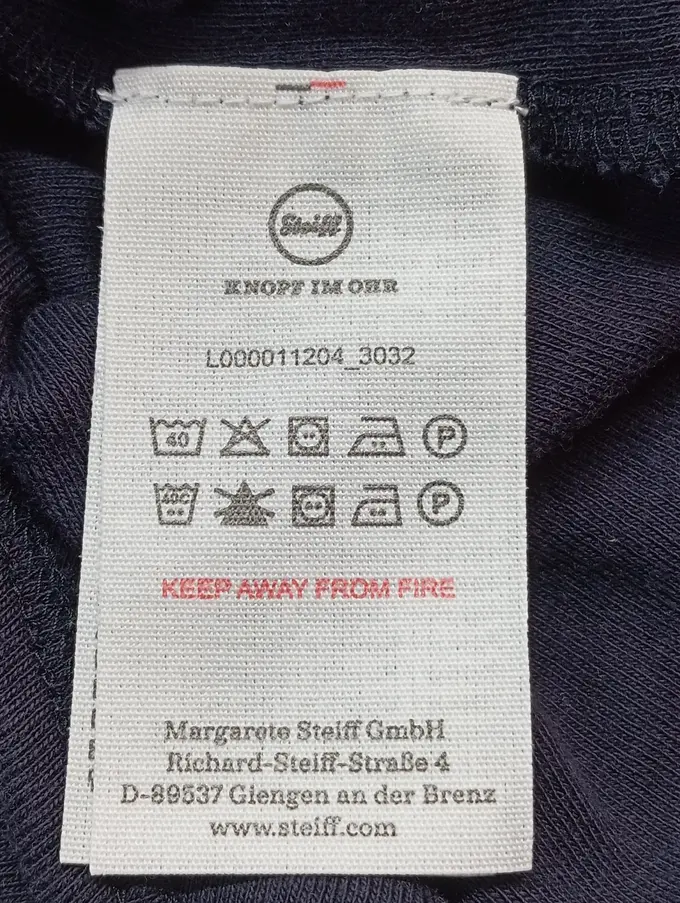 Steiff
KNOPF IM OHR
L000011204_3032
40 P
40C P
KEEP AWAY FROM FIRE
Margarete Steiff GmbH
Richard-Steiff-Straße 4
D-89537 Giengen an der Brenz
www.steiff.com